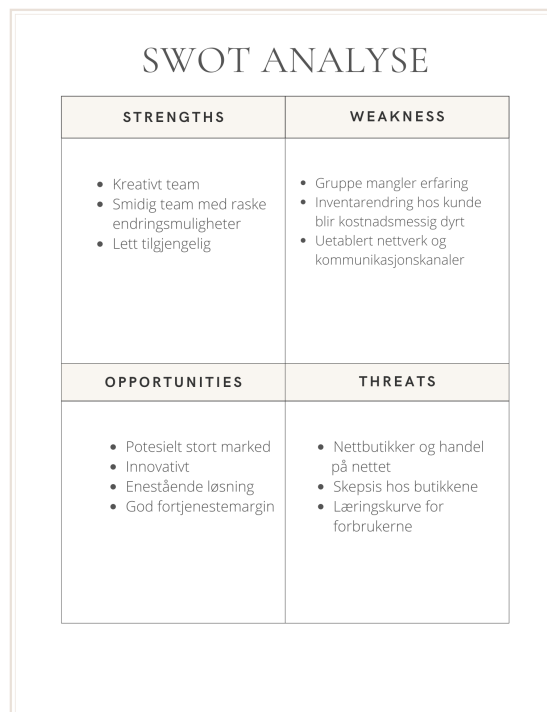 SWOT ANALYSE
STRENGTHS
WEAKNESS
• Kreativt team
• Smidig team med raske
endringsmuligheter
• Lett tilgjengelig
• Gruppe mangler erfaring
• Inventarendring hos kunde
blir kostnadsmessig dyrt
• Uetablert nettverk og
kommunikasjonskanaler
OPPORTUNITIES
THREATS
• Potesielt stort marked
• Innovativt
• Enestående løsning
• God fortjenestemargin
• Nettbutikker og handel
på nettet
• Skepsis hos butikkene
• Læringskurve for
forbrukerne